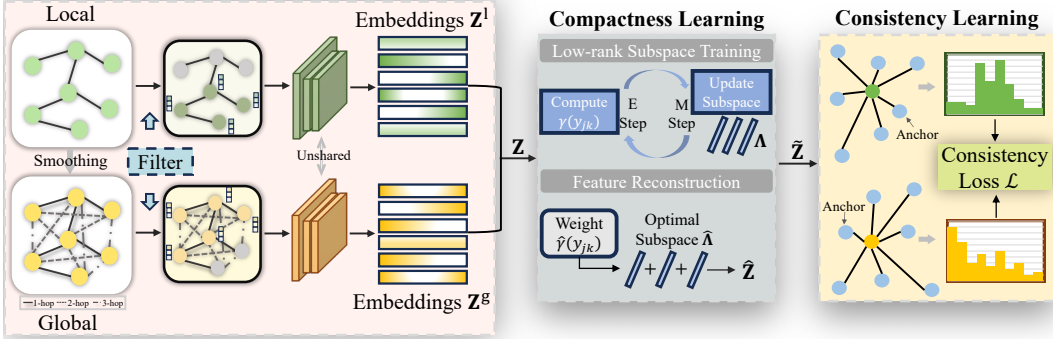 Local
Smoothing
Filter
1-hop 2-hop 3-hop
Global
Unshared
Embeddings Z^l
Embeddings Z^g
Z
Compactness Learning
Low-rank Subspace Training
Compute
γ(y_jk)
E
Step
M
Step
Update
Subspace
Λ
Feature Reconstruction
Weight
γ̂(y_jk)
Optimal
Subspace Λ̂
+ +
Ẑ
Z̃
Consistency Learning
Anchor
Anchor
Consistency
Loss ℒ